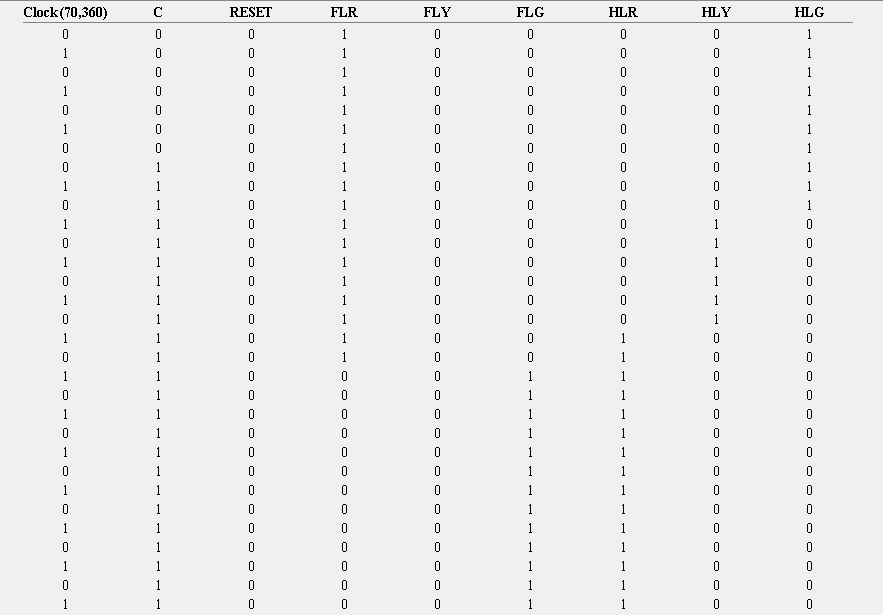 Clock(70,360) C RESET FLR FLY FLG HLR HLY HLG
0 0 0 1 0 0 0 0 1
1 0 0 1 0 0 0 0 1
0 0 0 1 0 0 0 0 1
1 0 0 1 0 0 0 0 1
0 0 0 1 0 0 0 0 1
1 0 0 1 0 0 0 0 1
0 0 0 1 0 0 0 0 1
0 1 0 1 0 0 0 0 1
1 1 0 1 0 0 0 0 1
0 1 0 1 0 0 0 0 1
1 1 0 1 0 0 0 1 0
0 1 0 1 0 0 0 1 0
1 1 0 1 0 0 0 1 0
0 1 0 1 0 0 0 1 0
1 1 0 1 0 0 0 1 0
0 1 0 1 0 0 0 1 0
1 1 0 1 0 0 1 0 0
0 1 0 1 0 0 1 0 0
1 1 0 0 0 1 1 0 0
0 1 0 0 0 1 1 0 0
1 1 0 0 0 1 1 0 0
0 1 0 0 0 1 1 0 0
1 1 0 0 0 1 1 0 0
0 1 0 0 0 1 1 0 0
1 1 0 0 0 1 1 0 0
0 1 0 0 0 1 1 0 0
1 1 0 0 0 1 1 0 0
0 1 0 0 0 1 1 0 0
1 1 0 0 0 1 1 0 0
0 1 0 0 0 1 1 0 0
1 1 0 0 0 1 1 0 0